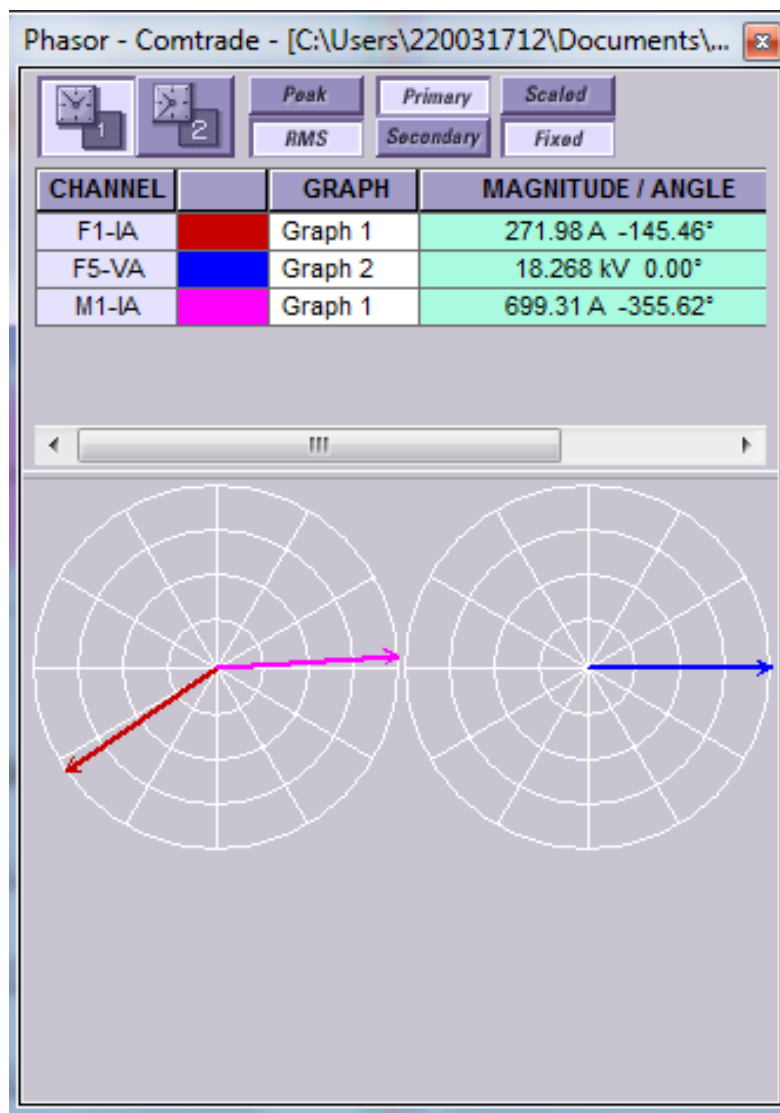 Phasor - Comtrade - [C:\Users\220031712\Documents\...
1 2 Peak Primary Scaled
RMS Secondary Fixed
CHANNEL GRAPH MAGNITUDE / ANGLE
F1-IA Graph 1 271.98 A -145.46°
F5-VA Graph 2 18.268 kV 0.00°
M1-IA Graph 1 699.31 A -355.62°